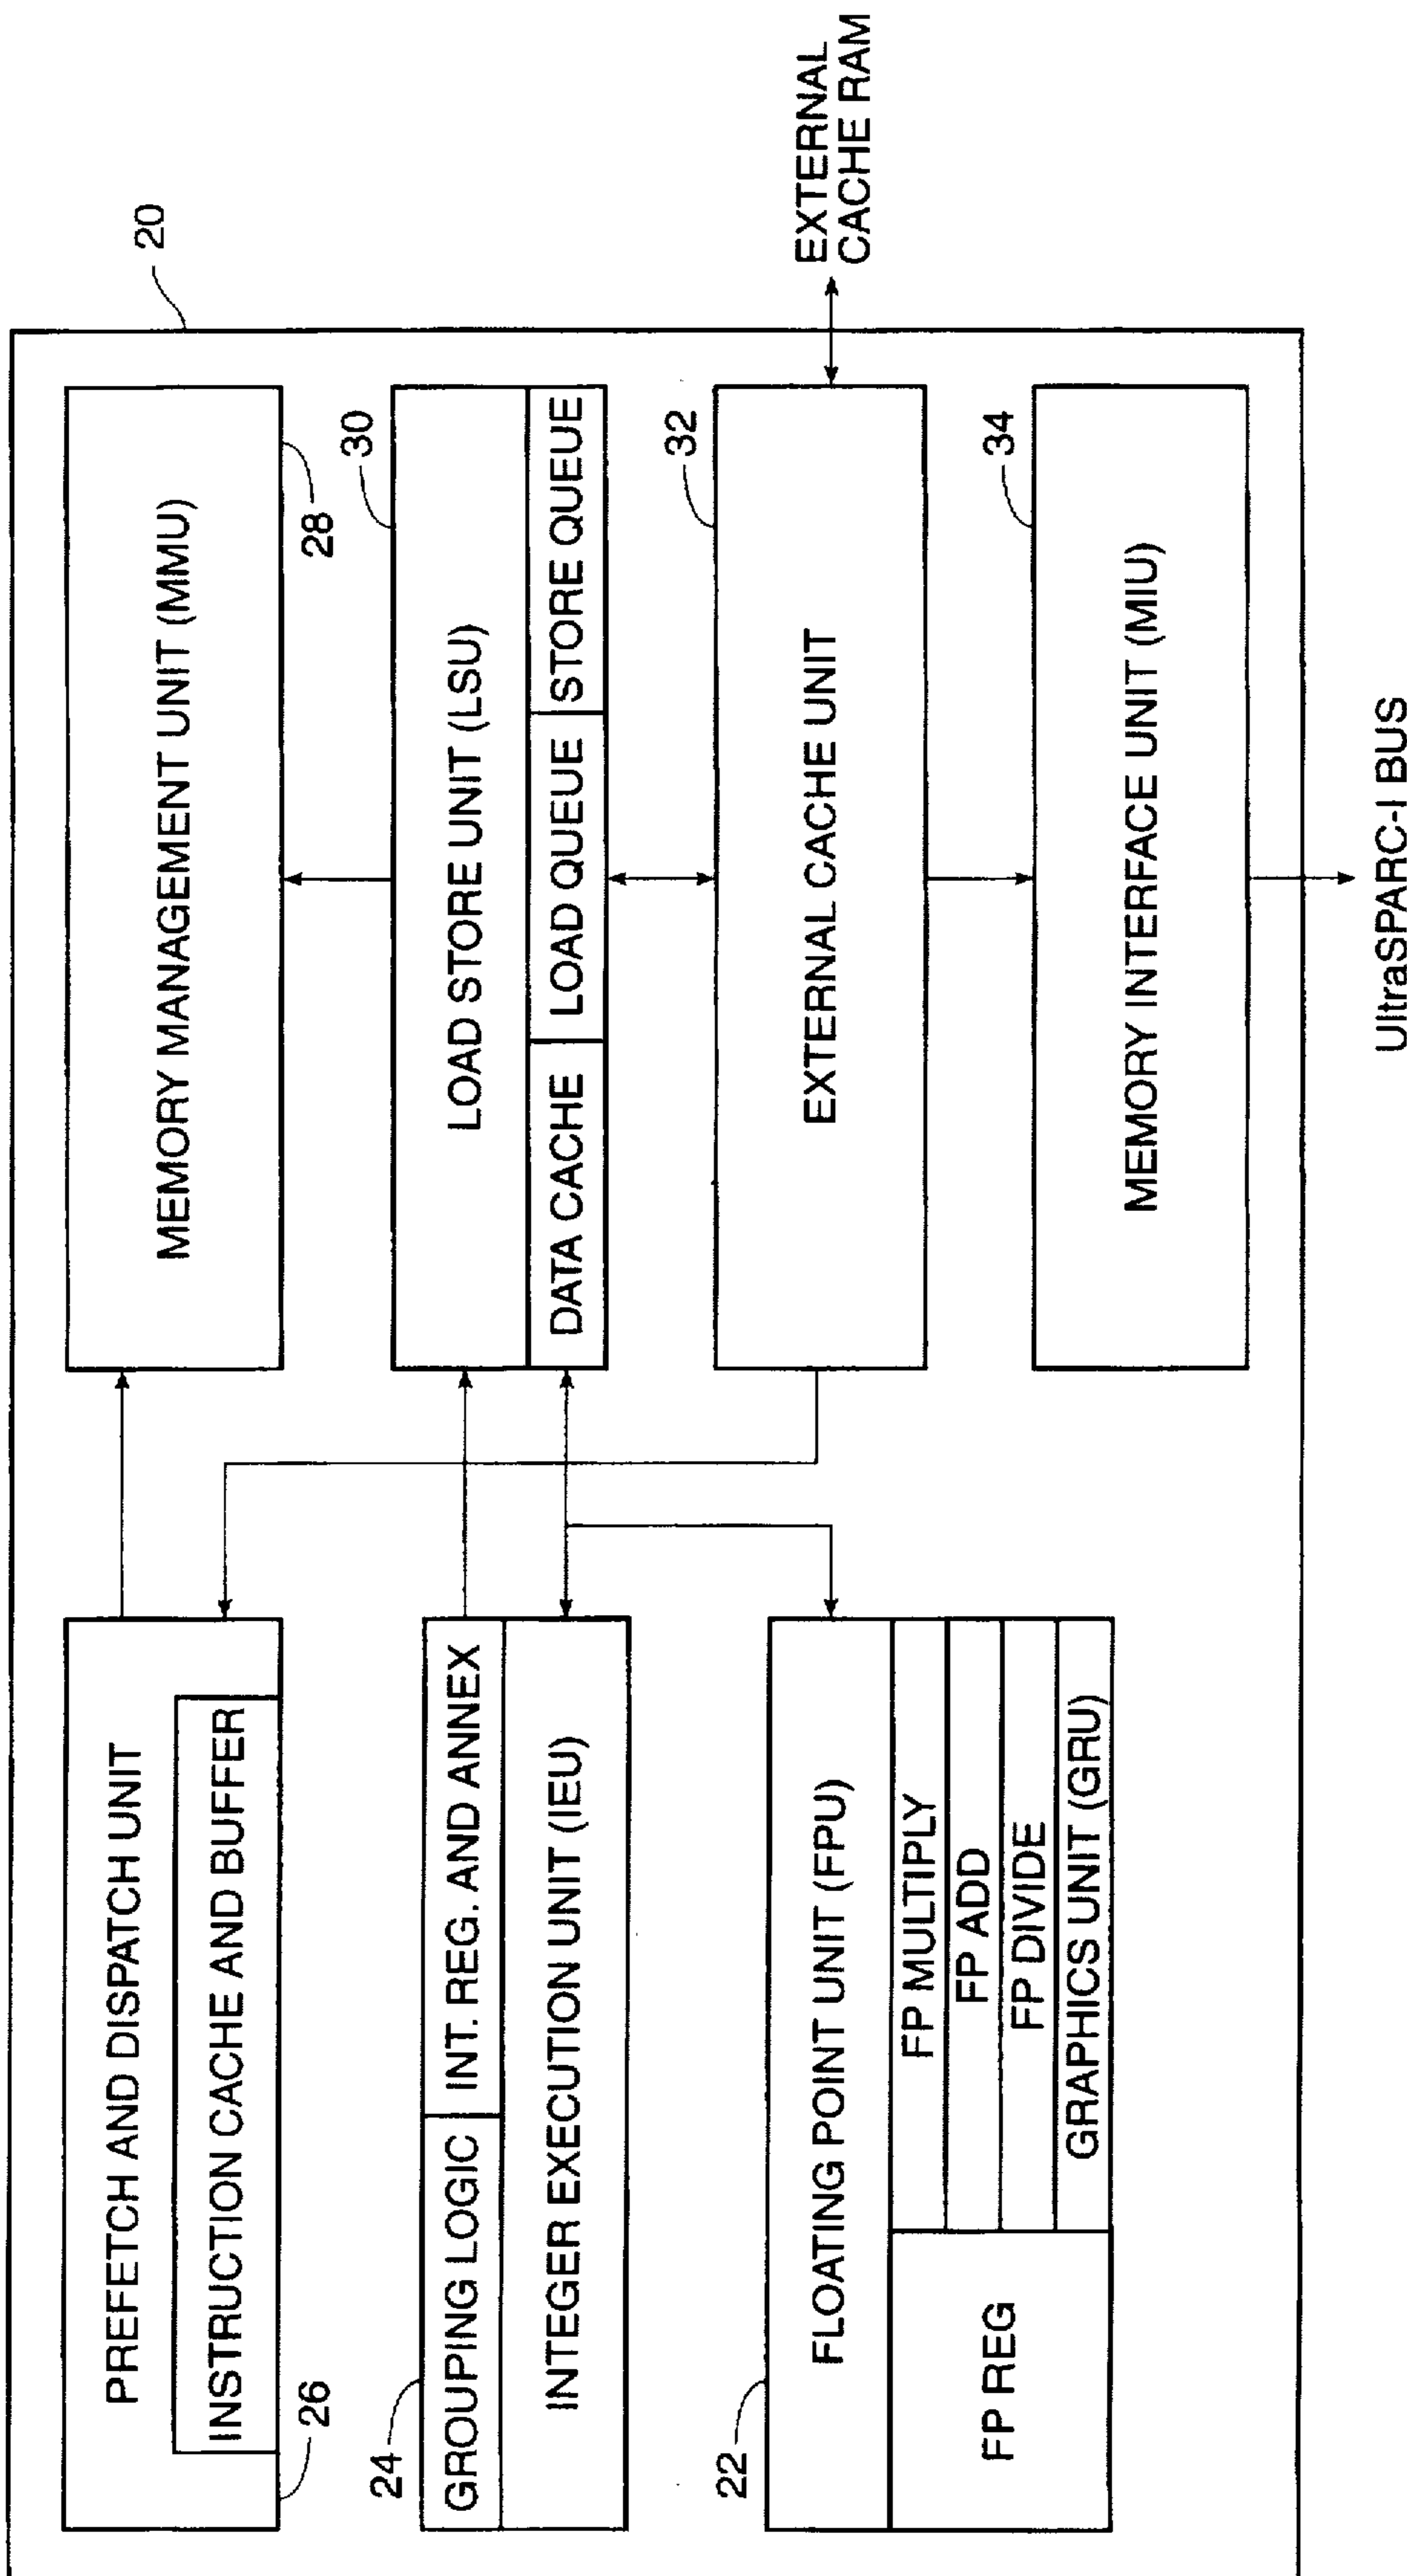 20
PREFETCH AND DISPATCH UNIT
INSTRUCTION CACHE AND BUFFER
26
MEMORY MANAGEMENT UNIT (MMU)
28
24
GROUPING LOGIC
INT. REG. AND ANNEX
INTEGER EXECUTION UNIT (IEU)
30
LOAD STORE UNIT (LSU)
DATA CACHE
LOAD QUEUE
STORE QUEUE
22
FLOATING POINT UNIT (FPU)
FP REG
FP MULTIPLY
FP ADD
FP DIVIDE
GRAPHICS UNIT (GRU)
32
EXTERNAL CACHE UNIT
EXTERNAL
CACHE RAM
34
MEMORY INTERFACE UNIT (MIU)
UltraSPARC-I BUS